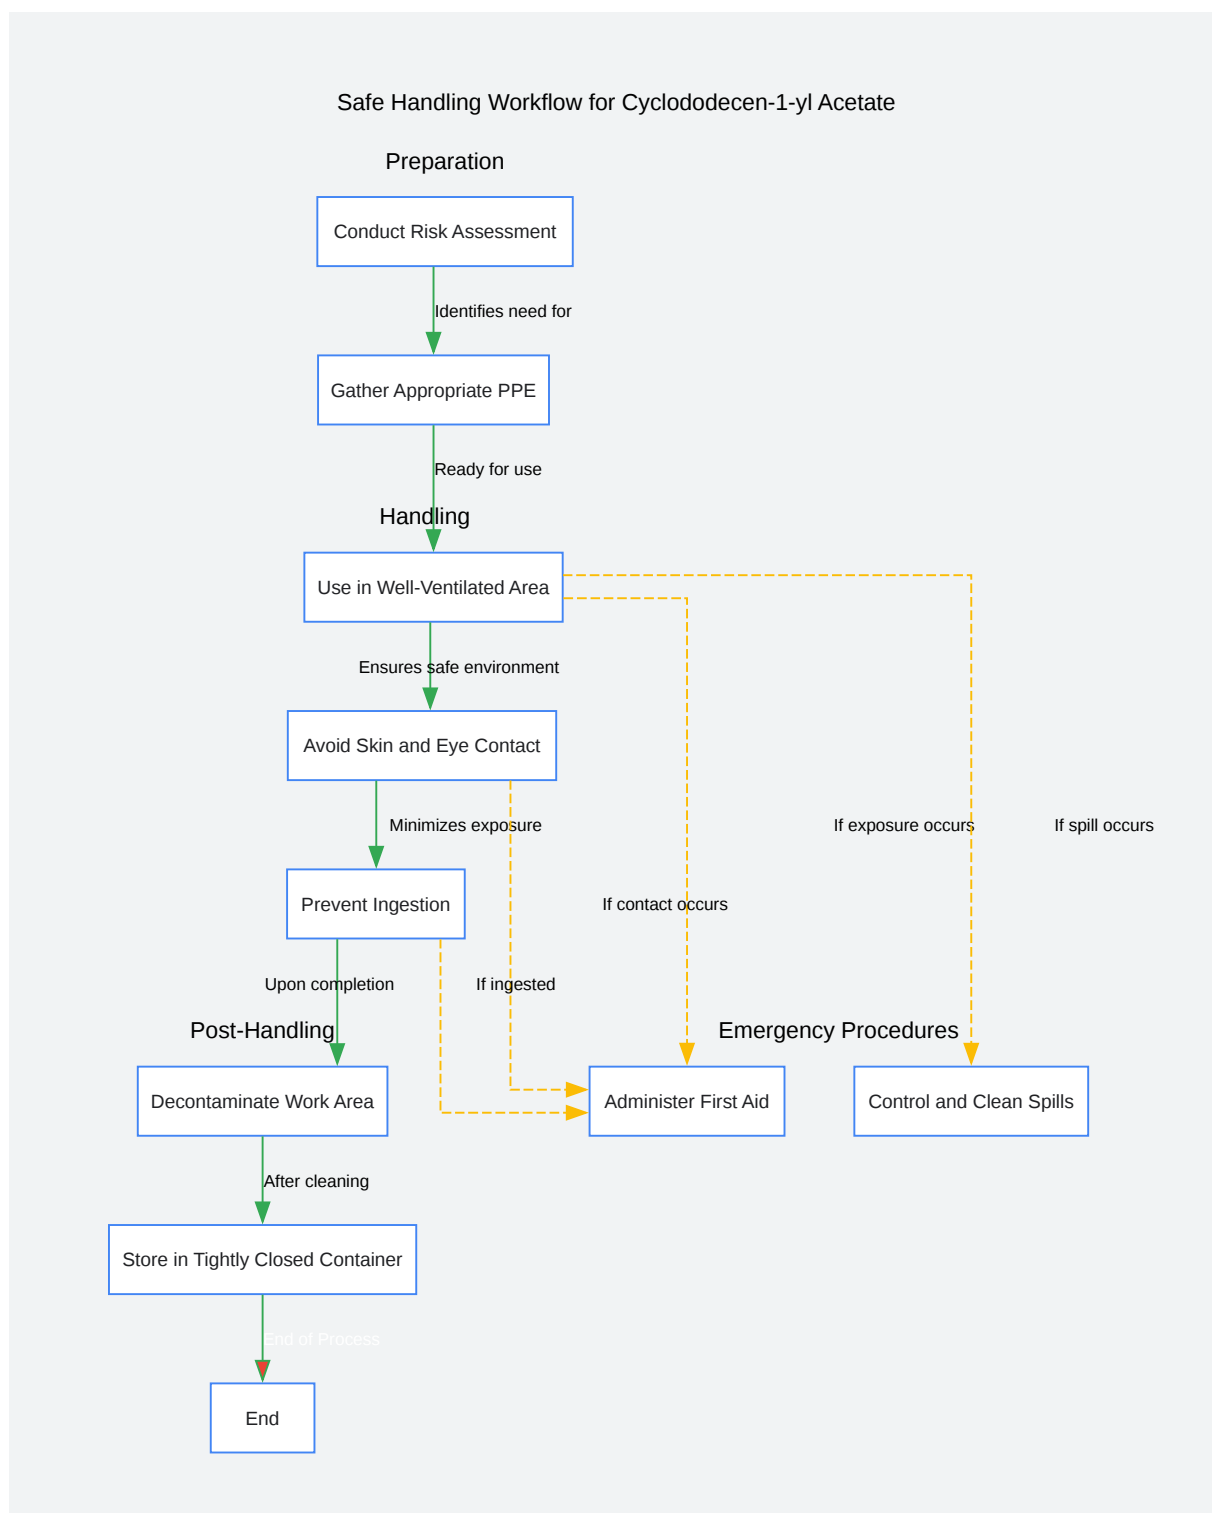 Safe Handling Workflow for Cyclododecen-1-yl Acetate
Preparation
Conduct Risk Assessment
Identifies need for
Gather Appropriate PPE
Ready for use
Handling
Use in Well-Ventilated Area
Ensures safe environment
Avoid Skin and Eye Contact
Minimizes exposure
If exposure occurs
If spill occurs
Prevent Ingestion
If contact occurs
Upon completion
If ingested
Post-Handling
Emergency Procedures
Decontaminate Work Area
Administer First Aid
Control and Clean Spills
After cleaning
Store in Tightly Closed Container
End of Process
End